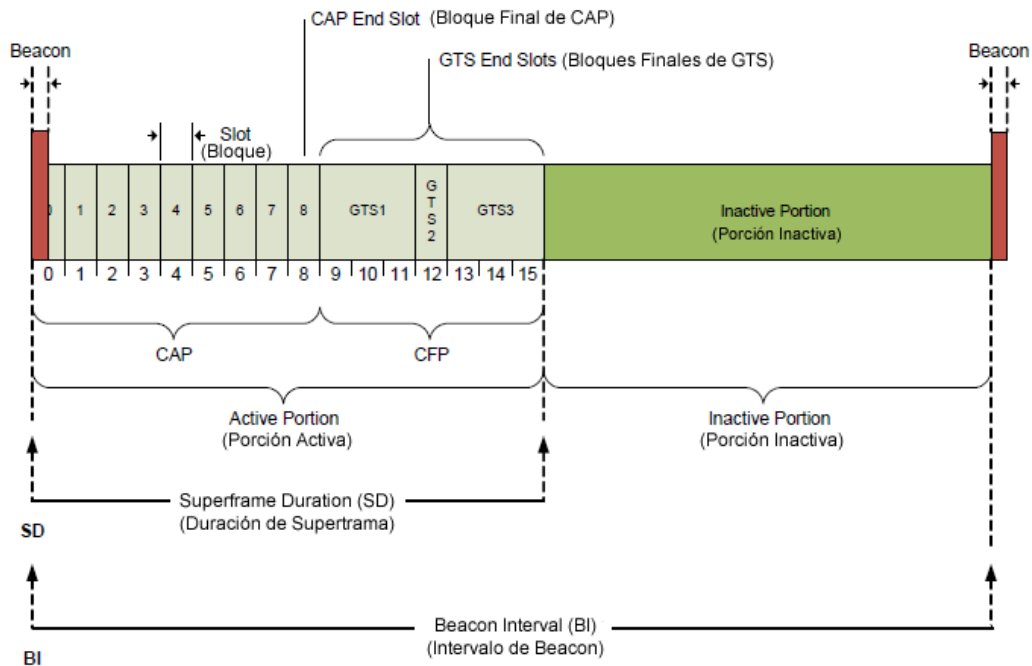 CAP End Slot (Bloque Final de CAP)
Beacon
GTS End Slots (Bloques Finales de GTS)
Beacon
Slot
(Bloque)
0 1 2 3 4 5 6 7 8 GTS1 GTS2 GTS3
Inactive Portion
(Porción Inactiva)
0 1 2 3 4 5 6 7 8 9 10 11 12 13 14 15
CAP
CFP
Active Portion
(Porción Activa)
Inactive Portion
(Porción Inactiva)
Superframe Duration (SD)
(Duración de Supertrama)
SD
Beacon Interval (BI)
(Intervalo de Beacon)
BI